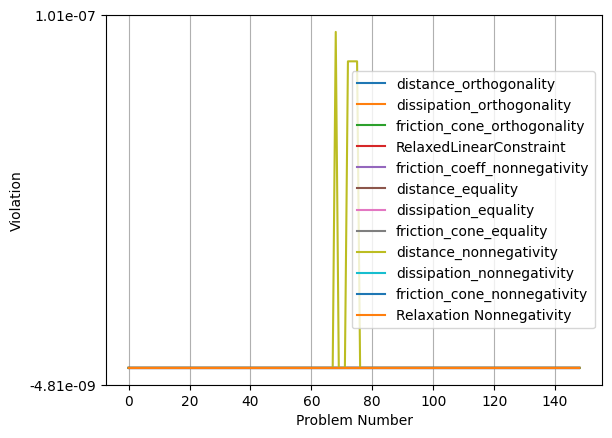 1.01e-07
Violation
-4.81e-09
distance_orthogonality
dissipation_orthogonality
friction_cone_orthogonality
RelaxedLinearConstraint
friction_coeff_nonnegativity
distance_equality
dissipation_equality
friction_cone_equality
distance_nonnegativity
dissipation_nonnegativity
friction_cone_nonnegativity
Relaxation Nonnegativity
0 20 40 60 80 100 120 140
Problem Number